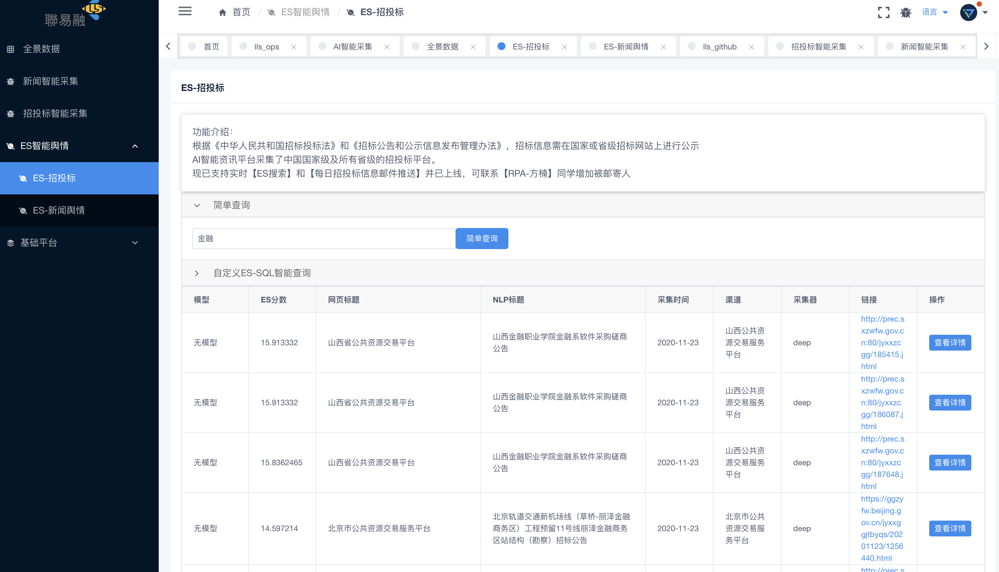 LS
聯易融
首页 / ES智能舆情 / ES-招投标
语言
全景数据
新闻智能采集
招投标智能采集
ES智能舆情
ES-招投标
ES-新闻舆情
基础平台
首页
lls_ops
AI智能采集
全景数据
ES-招投标
ES-新闻舆情
lls_github
招投标智能采集
新闻智能采集
ES-招投标
功能介绍：
根据《中华人民共和国招标投标法》和《招标公告和公示信息发布管理办法》，招标信息需在国家或省级招标网站上进行公示
AI智能资讯平台采集了中国国家级及所有省级的招投标平台。
现已支持实时【ES搜索】和【每日招投标信息邮件推送】并已上线，可联系【RPA-方楠】同学增加被邮寄人
简单查询
金融
简单查询
自定义ES-SQL智能查询
模型 ES分数 网页标题 NLP标题 采集时间 渠道 采集器 链接 操作
无模型
15.913332
山西省公共资源交易平台
山西金融职业学院金融系软件采购磋商
公告
2020-11-23
山西公共资
源交易服务
平台
deep
http://prec.s
xzwfw.gov.c
n:80/jyxxzc
gg/185415.j
html
查看详情
无模型
15.913332
山西省公共资源交易平台
山西金融职业学院金融系软件采购磋商
公告
2020-11-23
山西公共资
源交易服务
平台
deep
http://prec.s
xzwfw.gov.c
n:80/jyxxzc
gg/186087.j
html
查看详情
无模型
15.8362465
山西省公共资源交易平台
山西金融职业学院金融系软件采购磋商
公告
2020-11-23
山西公共资
源交易服务
平台
deep
http://prec.s
xzwfw.gov.c
n:80/jyxxzc
gg/187648.j
html
查看详情
无模型
14.597214
北京市公共资源交易服务平台
北京轨道交通新机场线（草桥-丽泽金融
商务区）工程预留11号线丽泽金融商务
区站结构（勘察）招标公告
2020-11-23
北京市公共
资源交易服
务平台
deep
https://ggzy
fw.beijing.g
ov.cn/jyxxg
gjtbyqs/202
01123/1256
440.html
查看详情
http://prec.s